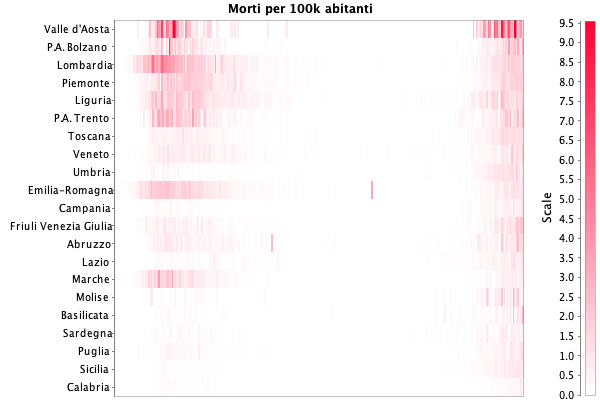 Morti per 100k abitanti
Valle d'Aosta
P.A. Bolzano
Lombardia
Piemonte
Liguria
P.A. Trento
Toscana
Veneto
Umbria
Emilia-Romagna
Campania
Friuli Venezia Giulia
Abruzzo
Lazio
Marche
Molise
Basilicata
Sardegna
Puglia
Sicilia
Calabria
Scale
9.5
9.0
8.5
8.0
7.5
7.0
6.5
6.0
5.5
5.0
4.5
4.0
3.5
3.0
2.5
2.0
1.5
1.0
0.5
0.0